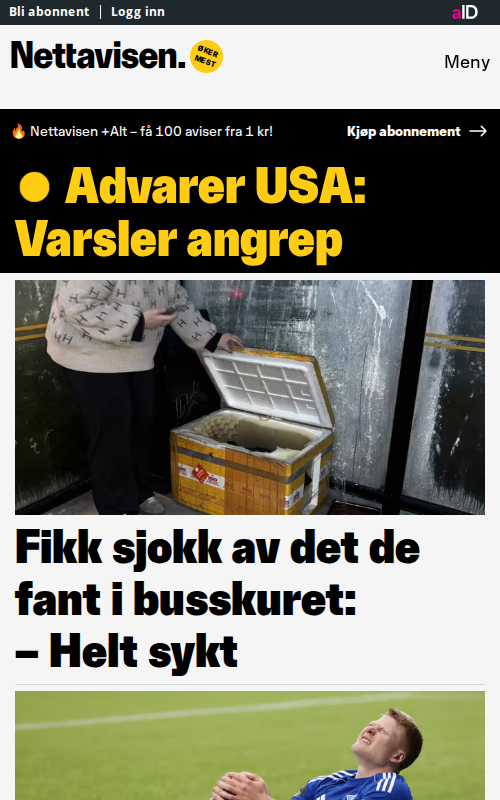 Bli abonnent
Logg inn
aID
Nettavisen.
ØKER
MEST
Meny
🔥 Nettavisen +Alt – få 100 aviser fra 1 kr!
Kjøp abonnement →
Advarer USA:
Varsler angrep
Fikk sjokk av det de
fant i busskuret:
– Helt sykt